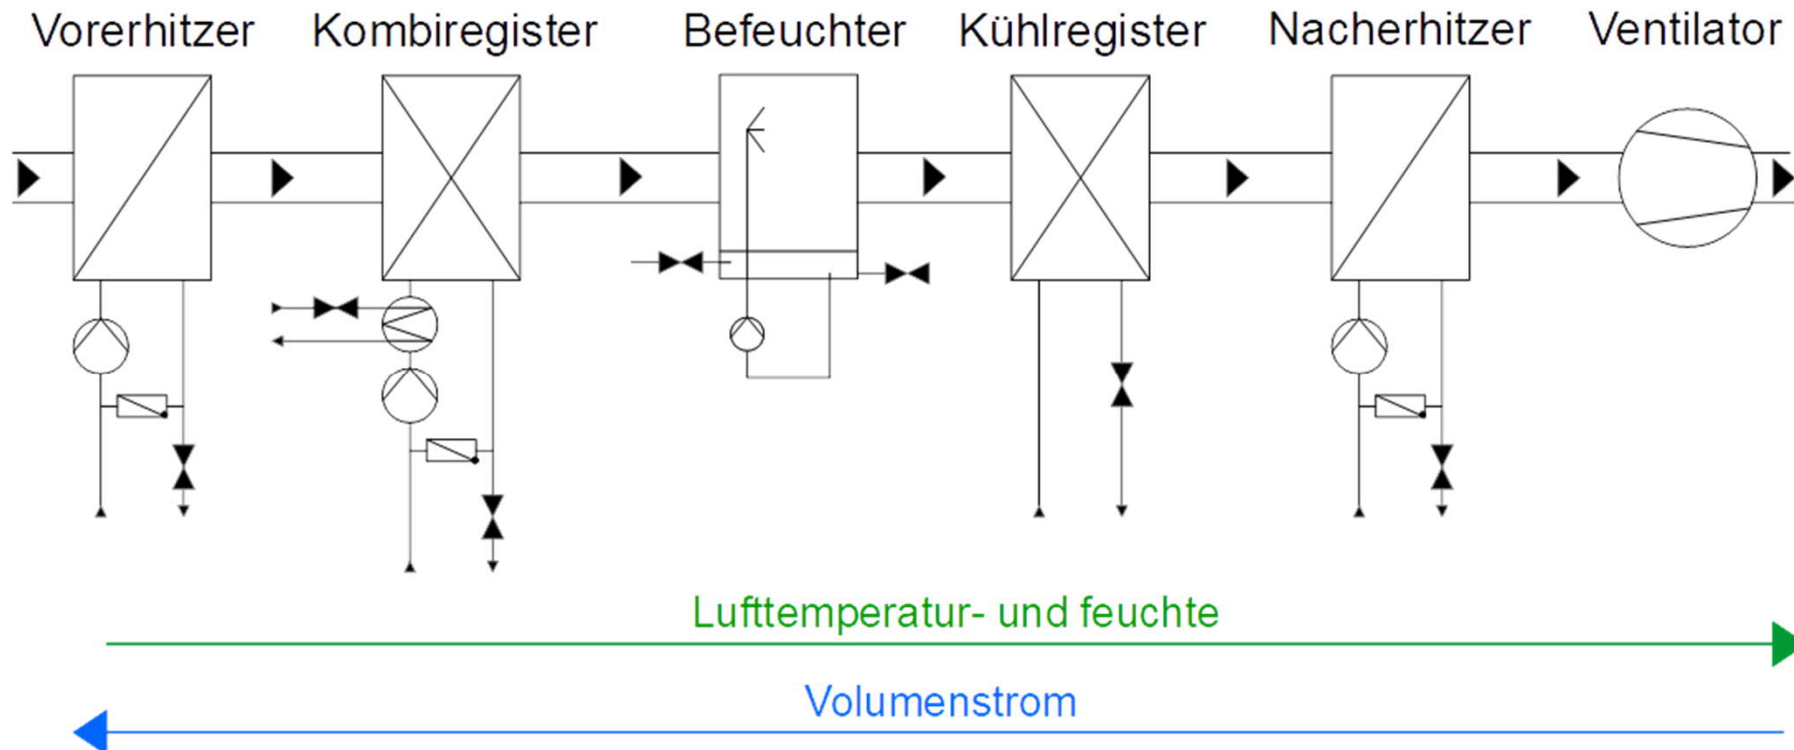 Vorerhitzer Kombiregister Befeuchter Kühlregister Nacherhitzer Ventilator
Lufttemperatur- und feuchte
Volumenstrom